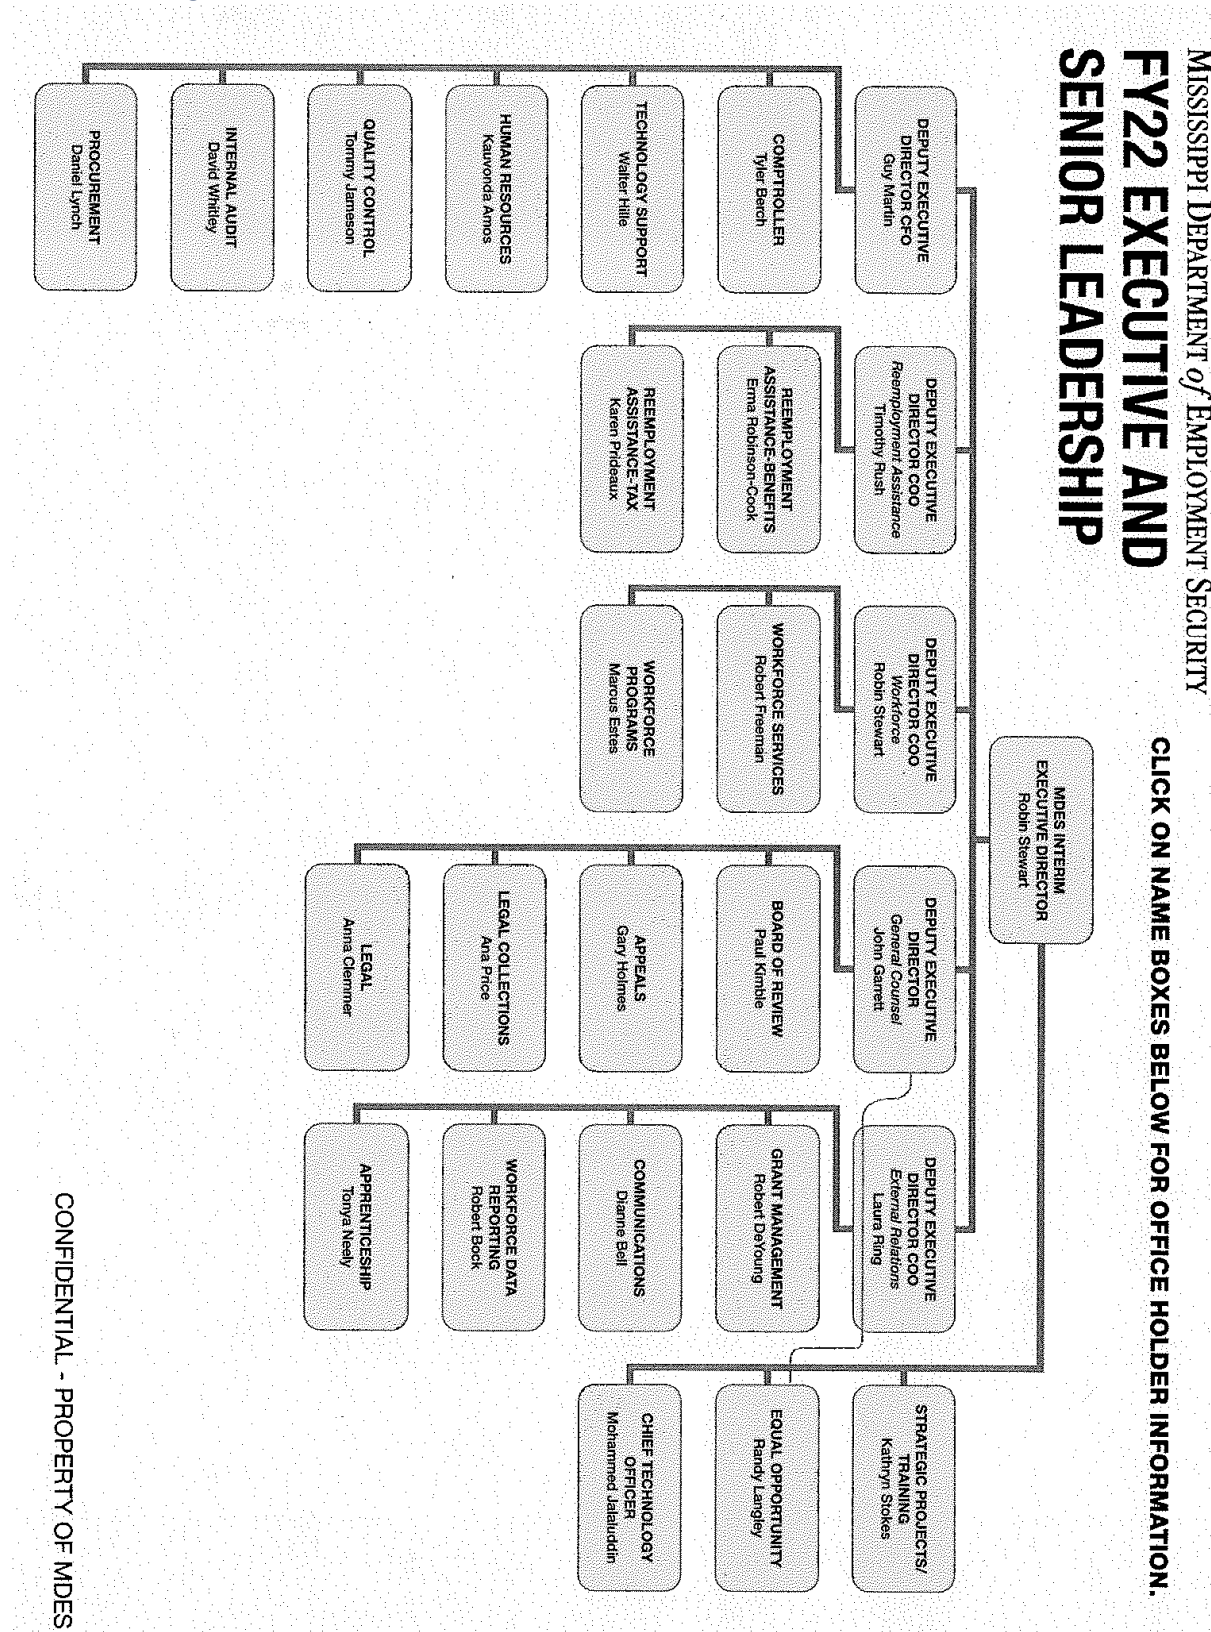 MISSISSIPPI DEPARTMENT of EMPLOYMENT SECURITY
FY22 EXECUTIVE AND
SENIOR LEADERSHIP
CLICK ON NAME BOXES BELOW FOR OFFICE HOLDER INFORMATION.
MDES INTERIM
EXECUTIVE DIRECTOR
Robin Stewart
DEPUTY EXECUTIVE
DIRECTOR CFO
Guy Martin
COMPTROLLER
Tyler Berch
TECHNOLOGY SUPPORT
Walter Hille
HUMAN RESOURCES
Kauvonda Amos
QUALITY CONTROL
Tommy Jameson
INTERNAL AUDIT
David Whitley
PROCUREMENT
Daniel Lynch
DEPUTY EXECUTIVE
DIRECTOR COO
Reemployment Assistance
Timothy Rush
REEMPLOYMENT
ASSISTANCE-BENEFITS
Erma Robinson-Cook
REEMPLOYMENT
ASSISTANCE-TAX
Karen Prideaux
DEPUTY EXECUTIVE
DIRECTOR COO
Workforce
Robin Stewart
WORKFORCE SERVICES
Robert Freeman
WORKFORCE
PROGRAMS
Marcus Estes
DEPUTY EXECUTIVE
DIRECTOR
General Counsel
John Garrett
BOARD OF REVIEW
Paul Kimble
APPEALS
Gary Holmes
LEGAL COLLECTIONS
Ana Price
LEGAL
Anna Clemmer
DEPUTY EXECUTIVE
DIRECTOR COO
External Relations
Laura Ring
GRANT MANAGEMENT
Robert DeYoung
COMMUNICATIONS
Dianne Bell
WORKFORCE DATA
REPORTING
Robert Bock
APPRENTICESHIP
Tonya Neely
STRATEGIC PROJECTS/
TRAINING
Kathryn Stokes
EQUAL OPPORTUNITY
Randy Langley
CHIEF TECHNOLOGY
OFFICER
Mohammed Jalaluddin
CONFIDENTIAL - PROPERTY OF MDES